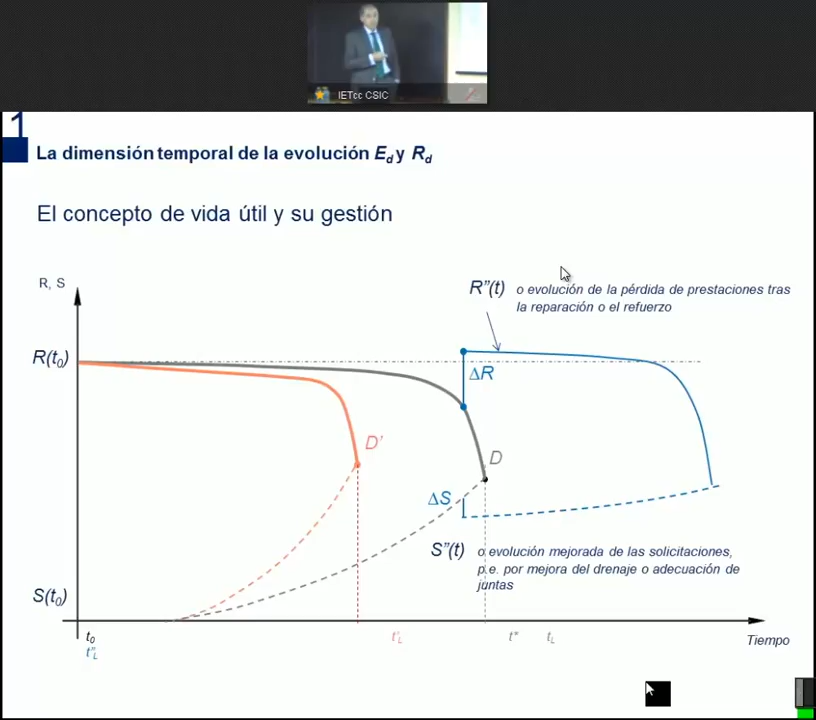 IETcc CSIC
1
La dimensión temporal de la evolución Ed y Rd
El concepto de vida útil y su gestión
R, S
R”(t) o evolución de la pérdida de prestaciones tras
la reparación o el refuerzo
R(t0)
ΔR
D'
D
ΔS
S”(t) o evolución mejorada de las solicitaciones,
p.e. por mejora del drenaje o adecuación de
juntas
S(t0)
t0
t'L
t*
tL
Tiempo
t”L